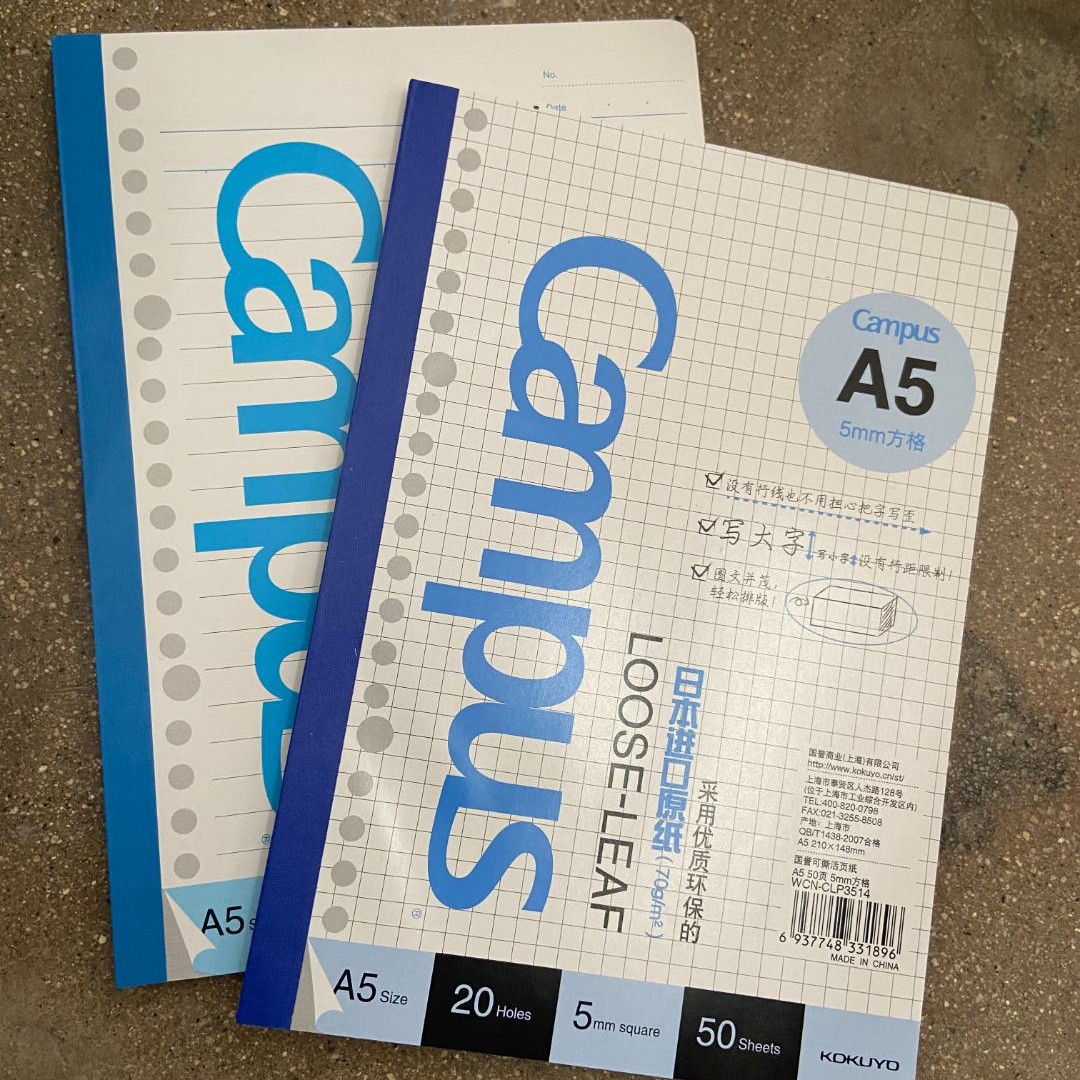 No.
Date
Campus
A5
Campus
Campus
A5
5mm方格
没有行线也不用担心把字写歪
写大字 写小字 没有行距限制!
图文并茂,
轻松排版!
LOOSE-LEAF
日本进口原纸(70g/m²)
采用优质环保的
国誉商业(上海)有限公司
http://www.kokuyo.cn/st/
上海市奉贤区人杰路128号
(位于上海市工业综合开发区内)
TEL:400-820-0798
FAX:021-3255-8508
产地:上海市
QB/T1438-2007合格
A5 210×148mm
国誉可撕活页纸
A5 50页 5mm方格
WCN-CLP3514
6 937748 331896
MADE IN CHINA
A5 Size
20 Holes
5mm square
50 Sheets
KOKUYO